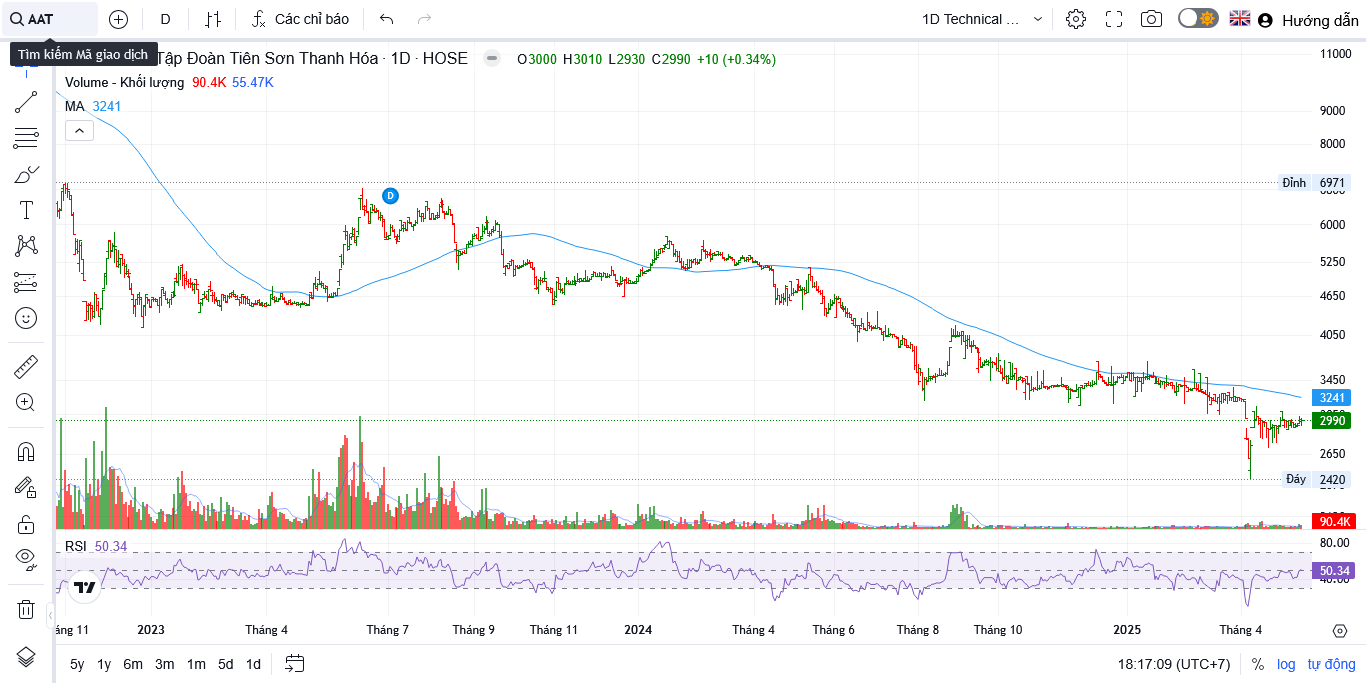 AAT D Các chỉ báo 1D Technical ... Hướng dẫn
Tìm kiếm Mã giao dịch
Tập Đoàn Tiên Sơn Thanh Hóa · 1D · HOSE O3000 H3010 L2930 C2990 +10 (+0.34%)
Volume - Khối lượng 90.4K 55.47K
MA 3241
D
11000
9000
8000
Đỉnh 6971
6000
5250
4650
4050
3450
3241
2990
2650
Đáy 2420
90.4K
RSI 50.34
80.00
50.34
40.00
2023 Tháng 4 Tháng 7 Tháng 9 Tháng 11 2024 Tháng 4 Tháng 6 Tháng 8 Tháng 10 2025 Tháng 4
5y 1y 6m 3m 1m 5d 1d 18:17:09 (UTC+7) % log tự động